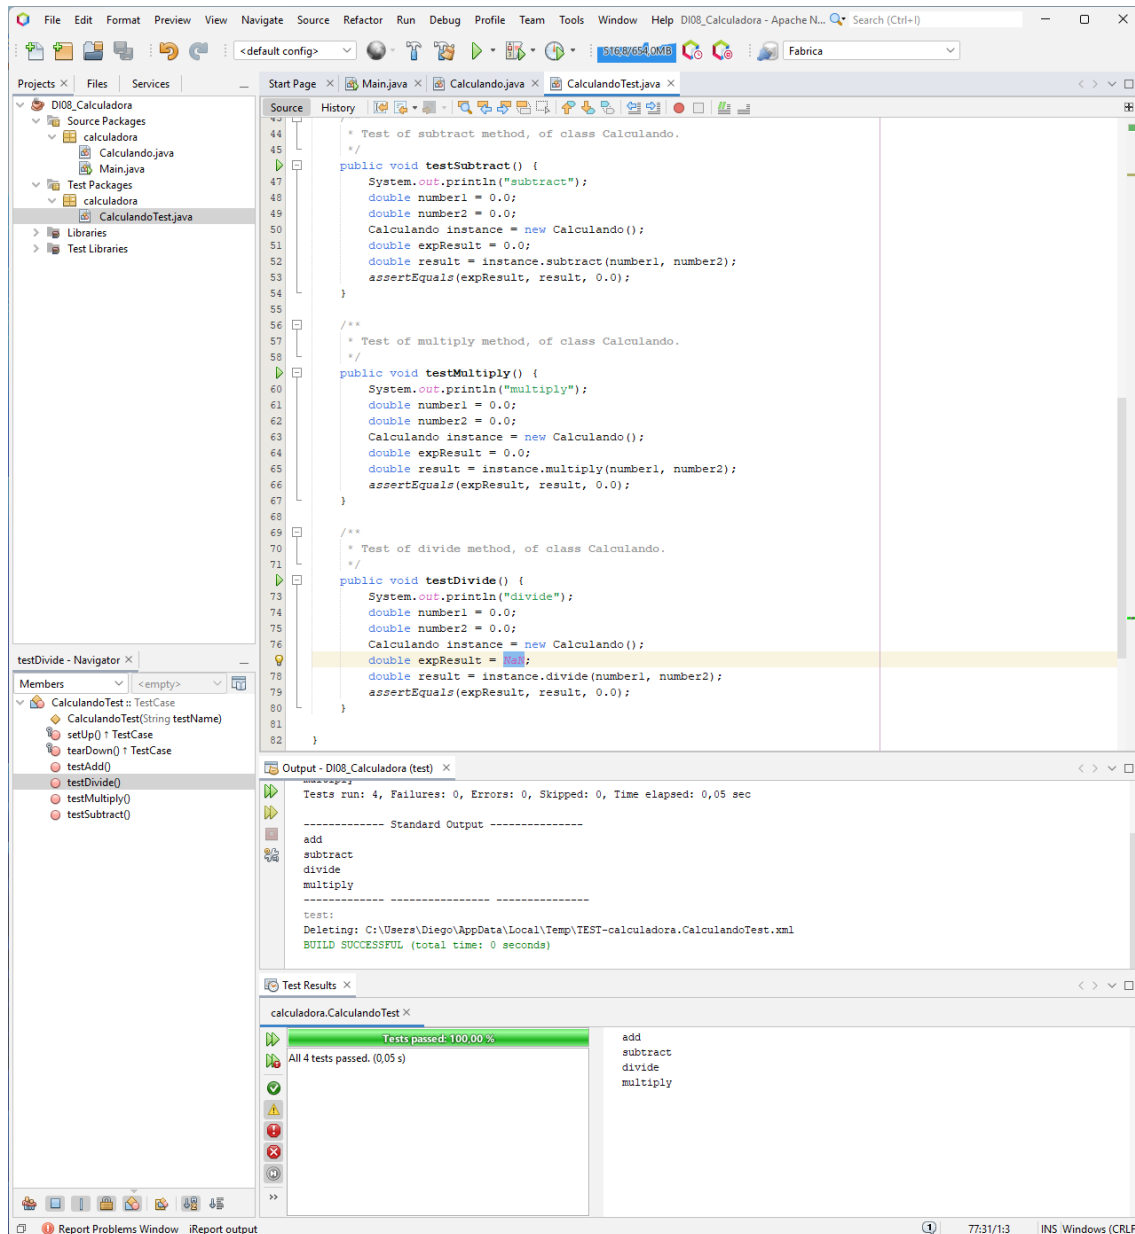 File Edit Format Preview View Navigate Source Refactor Run Debug Profile Team Tools Window Help DI08_Calculadora - Apache N... Search (Ctrl+I)
<default config> 516,8/654,0MB Fabrica
Projects Files Services
DI08_Calculadora
Source Packages
calculadora
Calculando.java
Main.java
Test Packages
calculadora
CalculandoTest.java
Libraries
Test Libraries
Start Page Main.java Calculando.java CalculandoTest.java
Source History
43 /**
44 * Test of subtract method, of class Calculando.
45 */
public void testSubtract() {
47 System.out.println("subtract");
48 double number1 = 0.0;
49 double number2 = 0.0;
50 Calculando instance = new Calculando();
51 double expResult = 0.0;
52 double result = instance.subtract(number1, number2);
53 assertEquals(expResult, result, 0.0);
54 }
55
56 /**
57 * Test of multiply method, of class Calculando.
58 */
public void testMultiply() {
60 System.out.println("multiply");
61 double number1 = 0.0;
62 double number2 = 0.0;
63 Calculando instance = new Calculando();
64 double expResult = 0.0;
65 double result = instance.multiply(number1, number2);
66 assertEquals(expResult, result, 0.0);
67 }
68
69 /**
70 * Test of divide method, of class Calculando.
71 */
public void testDivide() {
73 System.out.println("divide");
74 double number1 = 0.0;
75 double number2 = 0.0;
76 Calculando instance = new Calculando();
double expResult = NaN;
78 double result = instance.divide(number1, number2);
79 assertEquals(expResult, result, 0.0);
80 }
81
82 }
testDivide - Navigator
Members <empty>
CalculandoTest :: TestCase
CalculandoTest(String testName)
setUp() ↑ TestCase
tearDown() ↑ TestCase
testAdd()
testDivide()
testMultiply()
testSubtract()
Output - DI08_Calculadora (test)
multiply
Tests run: 4, Failures: 0, Errors: 0, Skipped: 0, Time elapsed: 0,05 sec
------------- Standard Output ---------------
add
subtract
divide
multiply
------------- ---------------- ---------------
test:
Deleting: C:\Users\Diego\AppData\Local\Temp\TEST-calculadora.CalculandoTest.xml
BUILD SUCCESSFUL (total time: 0 seconds)
Test Results
calculadora.CalculandoTest
Tests passed: 100,00 %
All 4 tests passed. (0,05 s)
add
subtract
divide
multiply
Report Problems Window iReport output 1 77:31/1:3 INS Windows (CRLF